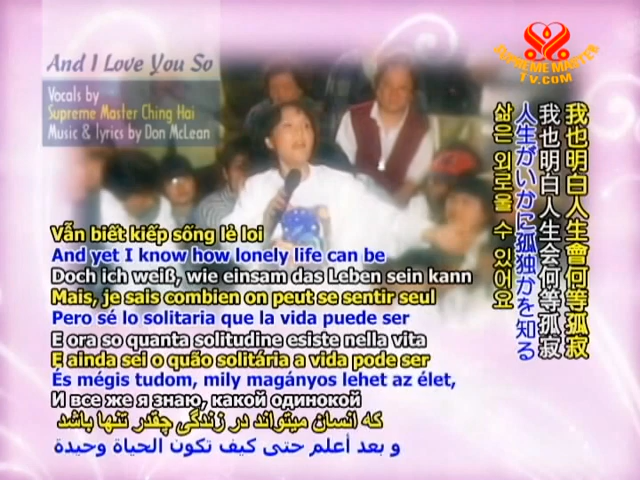 And I Love You So
Vocals by
Supreme Master Ching Hai
Music & lyrics by Don McLean
SUPREME MASTER
TV.COM
我也明白人生會何等孤寂
我也明白人生会何等孤寂
人生がいかに孤独かを知る
삶은 외로울 수 있어요
Vẫn biết kiếp sống lẻ loi
And yet I know how lonely life can be
Doch ich weiß, wie einsam das Leben sein kann
Mais, je sais combien on peut se sentir seul
Pero sé lo solitaria que la vida puede ser
E ora so quanta solitudine esiste nella vita
E ainda sei o quão solitária a vida pode ser
És mégis tudom, mily magányos lehet az élet,
И все же я знаю, какой одинокой
که انسان میتواند در زندگی چقدر تنها باشد
و بعد أعلم حتى كيف تكون الحياة وحيدة